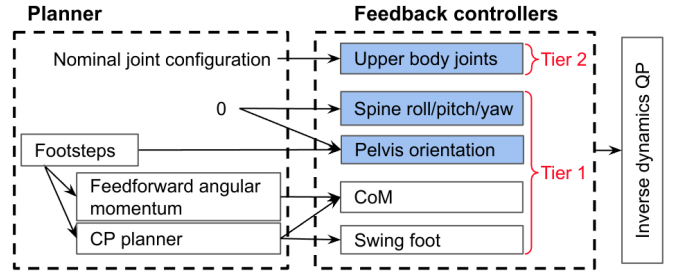 Planner
Feedback controllers
Nominal joint configuration
Upper body joints
Tier 2
0
Spine roll/pitch/yaw
Footsteps
Pelvis orientation
Tier 1
Feedforward angular
momentum
CoM
CP planner
Swing foot
Inverse dynamics QP